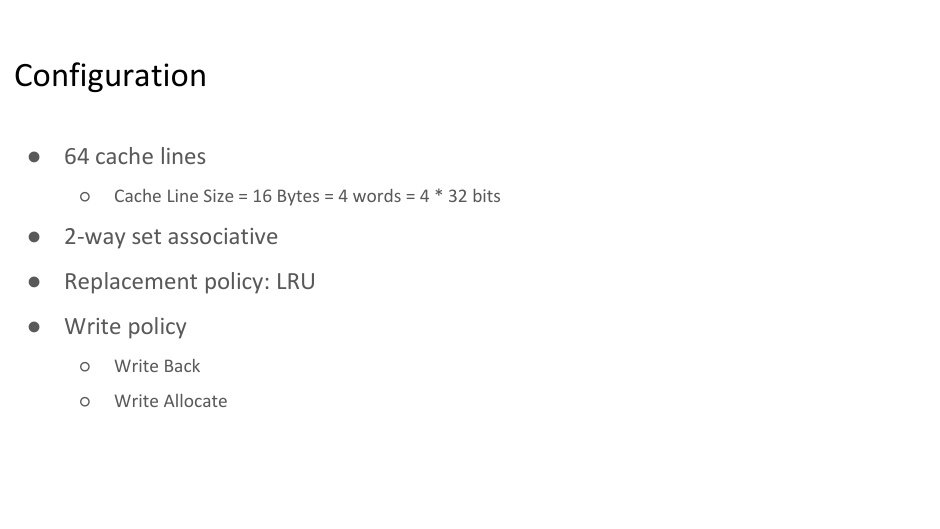 Configuration
● 64 cache lines
○ Cache Line Size = 16 Bytes = 4 words = 4 * 32 bits
● 2-way set associative
● Replacement policy: LRU
● Write policy
○ Write Back
○ Write Allocate